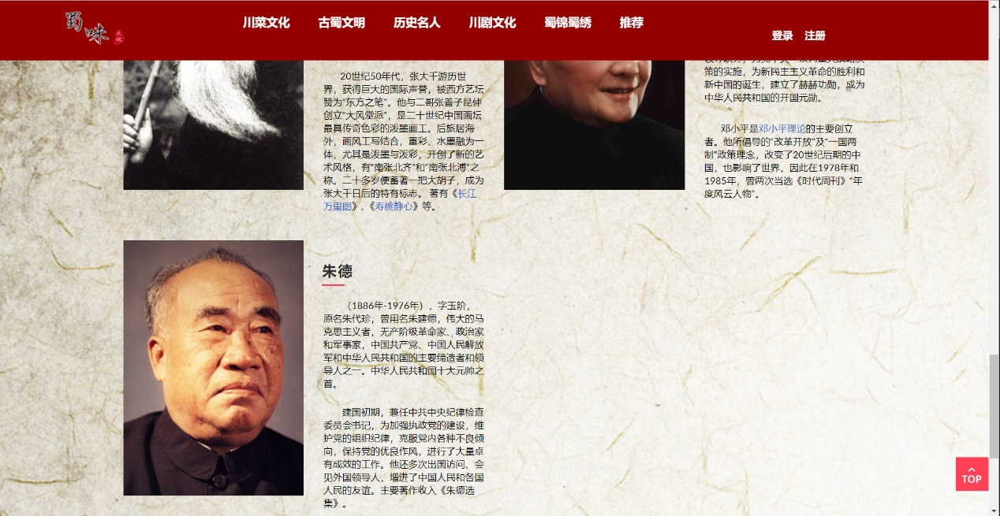 蜀味
川菜文化 古蜀文明 历史名人 川剧文化 蜀锦蜀绣 推荐
登录 注册
20世纪50年代，张大千游历世
界，获得巨大的国际声誉，被西方艺坛
赞为“东方之笔”。他与二哥张善子昆仲
创立“大风堂派”，是二十世纪中国画坛
最具传奇色彩的泼墨画工。后旅居海
外，画风工写结合，重彩、水墨融为一
体，尤其是泼墨与泼彩，开创了新的艺
术风格，有“南张北齐”和“南张北溥”之
称。二十多岁便蓄著一把大胡子，成为
张大千日后的特有标志。 著有《长江
万里图》、《寿桃静心》等。
策的实施，为新民主主义革命的胜利和
新中国的诞生，建立了赫赫功勋，成为
中华人民共和国的开国元勋。
邓小平是邓小平理论的主要创立
者。他所倡导的“改革开放”及“一国两
制”政策理念，改变了20世纪后期的中
国，也影响了世界，因此在1978年和
1985年，曾两次当选《时代周刊》“年
度风云人物”。
朱德
（1886年-1976年），字玉阶，
原名朱代珍，曾用名朱建德，伟大的马
克思主义者，无产阶级革命家、政治家
和军事家，中国共产党、中国人民解放
军和中华人民共和国的主要缔造者和领
导人之一。中华人民共和国十大元帅之
首。
建国初期，兼任中共中央纪律检查
委员会书记，为加强执政党的建设，维
护党的组织纪律，克服党内各种不良倾
向，保持党的优良作风，进行了大量卓
有成效的工作。他还多次出国访问、会
见外国领导人，增进了中国人民和各国
人民的友谊。主要著作收入《朱德选
集》。
TOP